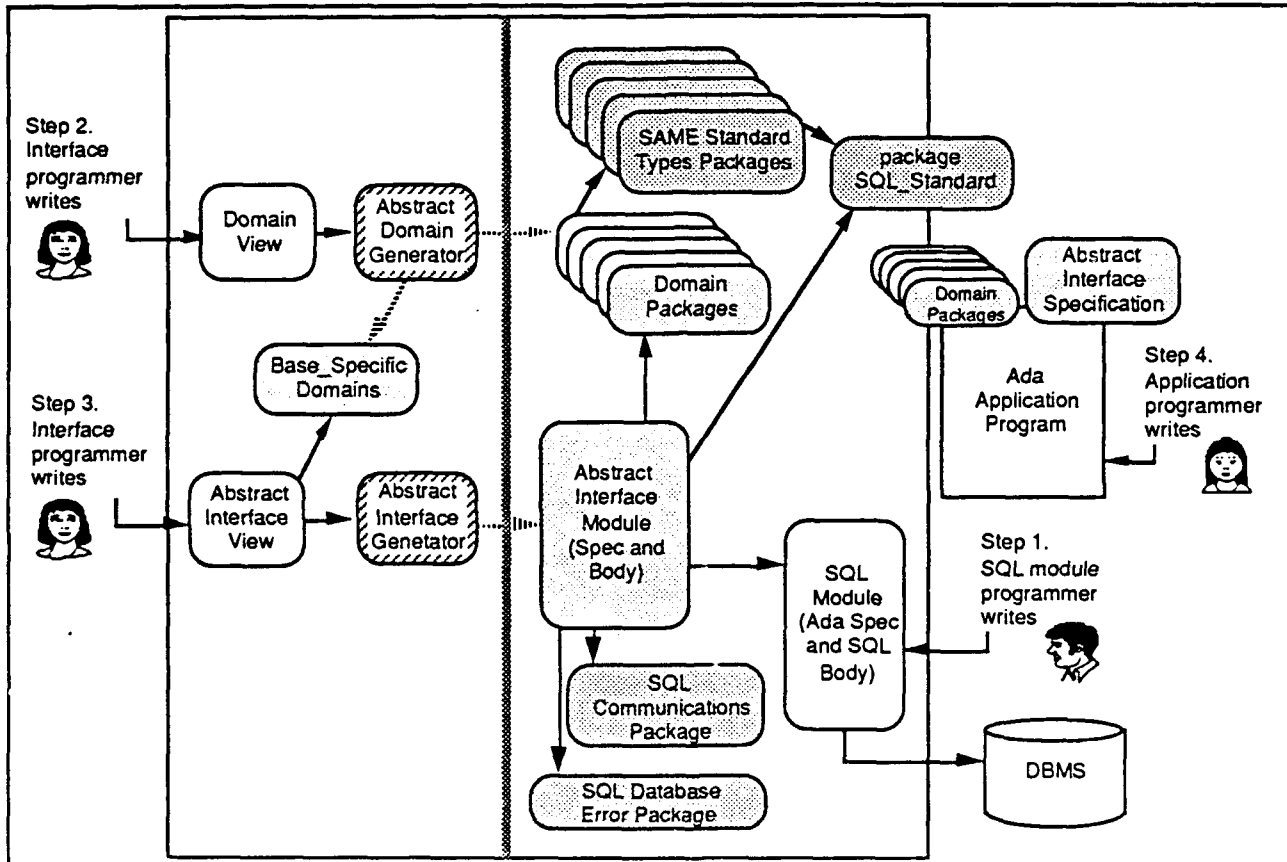 Step 2.
Interface
programmer
writes
Domain
View
Abstract
Domain
Generator
SAME Standard
Types Packages
package
SQL_Standard
Domain
Packages
Domain
Packages
Abstract
Interface
Specification
Ada
Application
Program
Step 4.
Application
programmer
writes
Base_Specific
Domains
Step 3.
Interface
programmer
writes
Abstract
Interface
View
Abstract
Interface
Genetator
Abstract
Interface
Module
(Spec and
Body)
SQL
Module
(Ada Spec
and SQL
Body)
Step 1.
SQL module
programmer
writes
SQL
Communications
Package
SQL Database
Error Package
DBMS